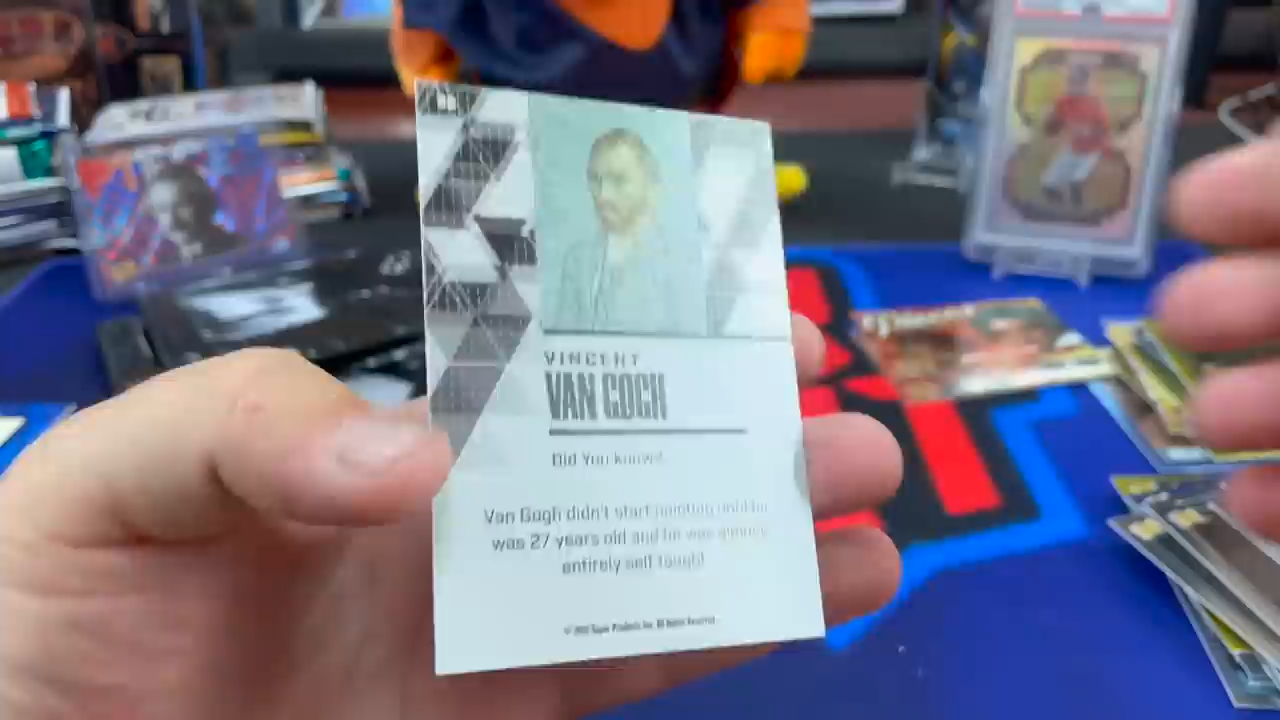 VINCENT
VAN GOGH
Did You know?
Van Gogh didn't start painting until he
was 27 years old and he was almost
entirely self taught